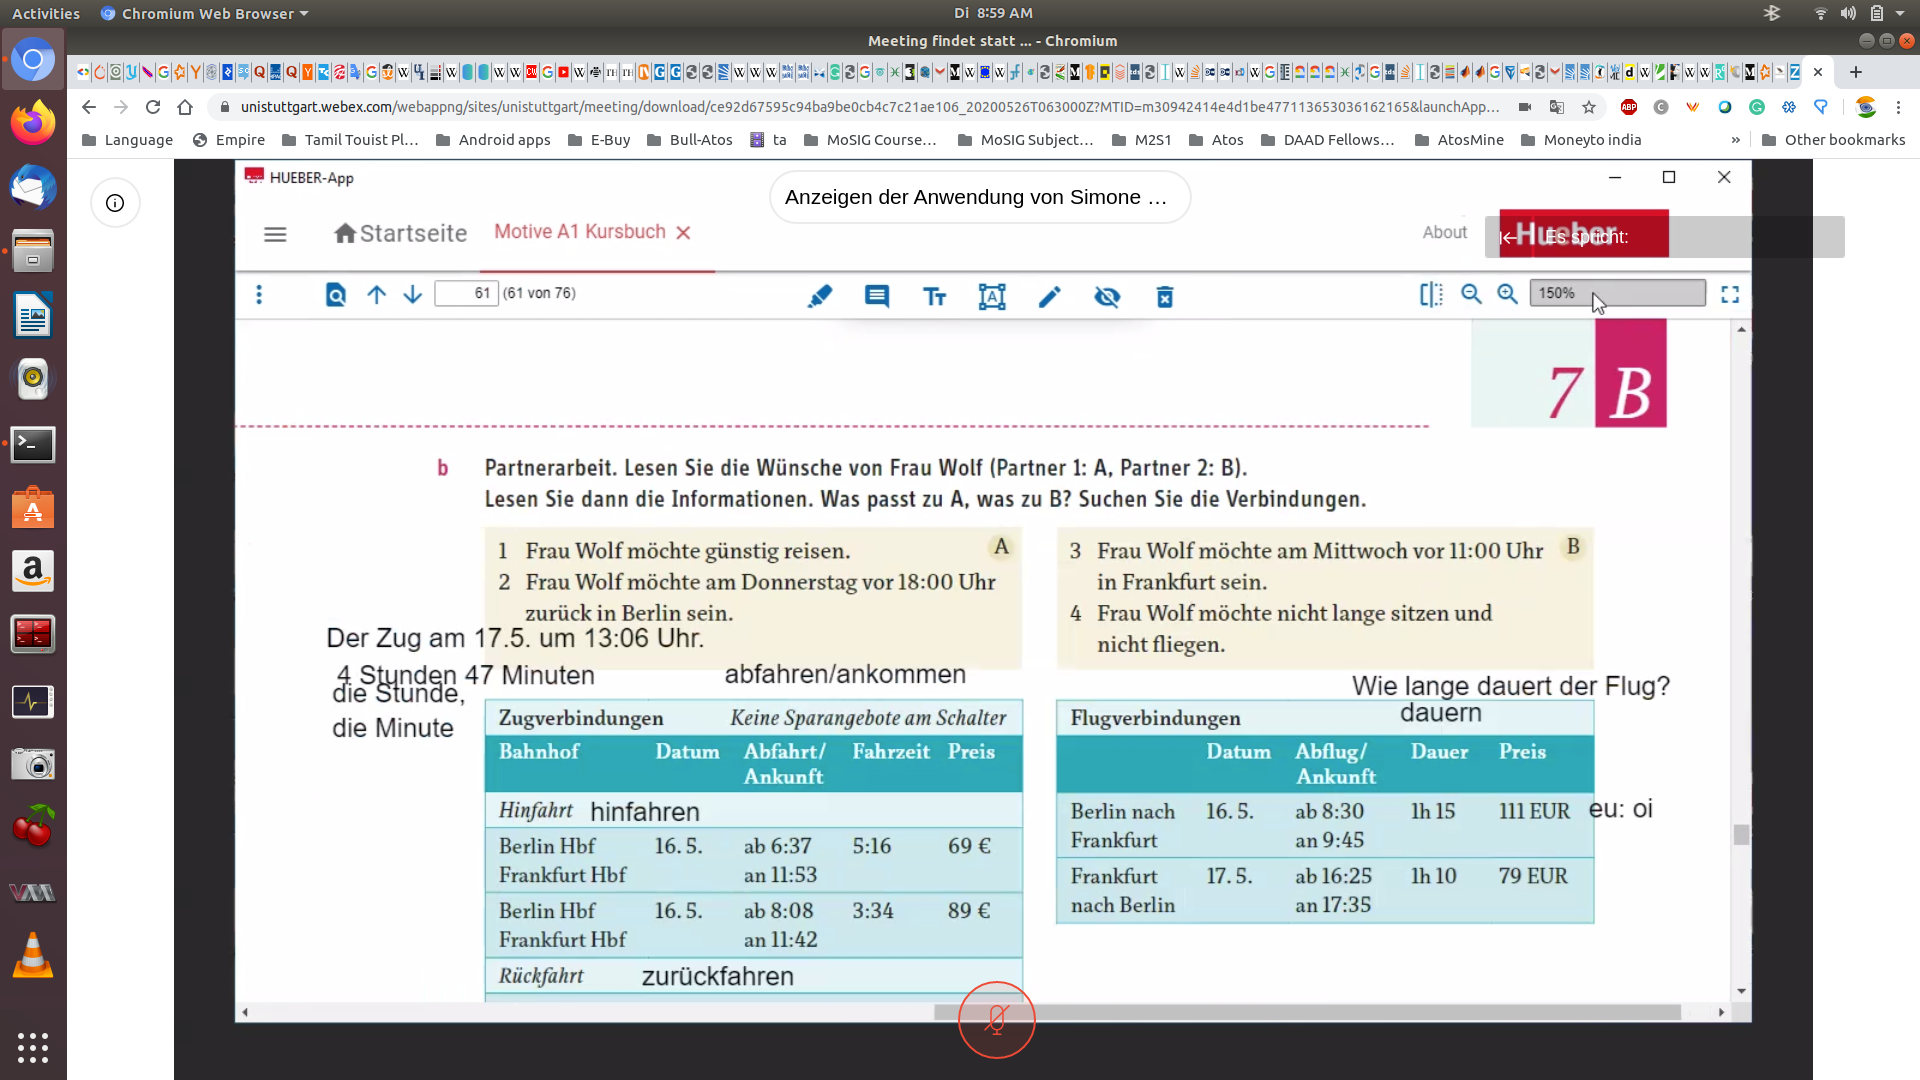 Activities
Chromium Web Browser
Di 8:59 AM
Meeting findet statt ... - Chromium
unistuttgart.webex.com/webappng/sites/unistuttgart/meeting/download/ce92d67595c94ba9be0cb4c7c21ae106_20200526T063000Z?MTID=m30942414e4d1be477113653036162165&launchApp...
Language
Empire
Tamil Touist Pl...
Android apps
E-Buy
Bull-Atos
ta
MoSIG Course...
MoSIG Subject...
M2S1
Atos
DAAD Fellows...
AtosMine
Moneyto india
»
Other bookmarks
HUEBER-App
Anzeigen der Anwendung von Simone ...
Startseite
Motive A1 Kursbuch
About
Hueber
Es spricht:
61 (61 von 76)
150%
7 B
b Partnerarbeit. Lesen Sie die Wünsche von Frau Wolf (Partner 1: A, Partner 2: B).
Lesen Sie dann die Informationen. Was passt zu A, was zu B? Suchen Sie die Verbindungen.
A
1 Frau Wolf möchte günstig reisen.
2 Frau Wolf möchte am Donnerstag vor 18:00 Uhr
zurück in Berlin sein.
B
3 Frau Wolf möchte am Mittwoch vor 11:00 Uhr
in Frankfurt sein.
4 Frau Wolf möchte nicht lange sitzen und
nicht fliegen.
Der Zug am 17.5. um 13:06 Uhr.
4 Stunden 47 Minuten
die Stunde,
die Minute
abfahren/ankommen
Wie lange dauert der Flug?
dauern
Zugverbindungen Keine Sparangebote am Schalter
Bahnhof Datum Abfahrt/ Fahrzeit Preis
Ankunft
Hinfahrt hinfahren
Berlin Hbf 16. 5. ab 6:37 5:16 69 €
Frankfurt Hbf an 11:53
Berlin Hbf 16. 5. ab 8:08 3:34 89 €
Frankfurt Hbf an 11:42
Rückfahrt zurückfahren
Flugverbindungen
Datum Abflug/ Dauer Preis
Ankunft
Berlin nach 16. 5. ab 8:30 1h 15 111 EUR eu: oi
Frankfurt an 9:45
Frankfurt 17. 5. ab 16:25 1h 10 79 EUR
nach Berlin an 17:35